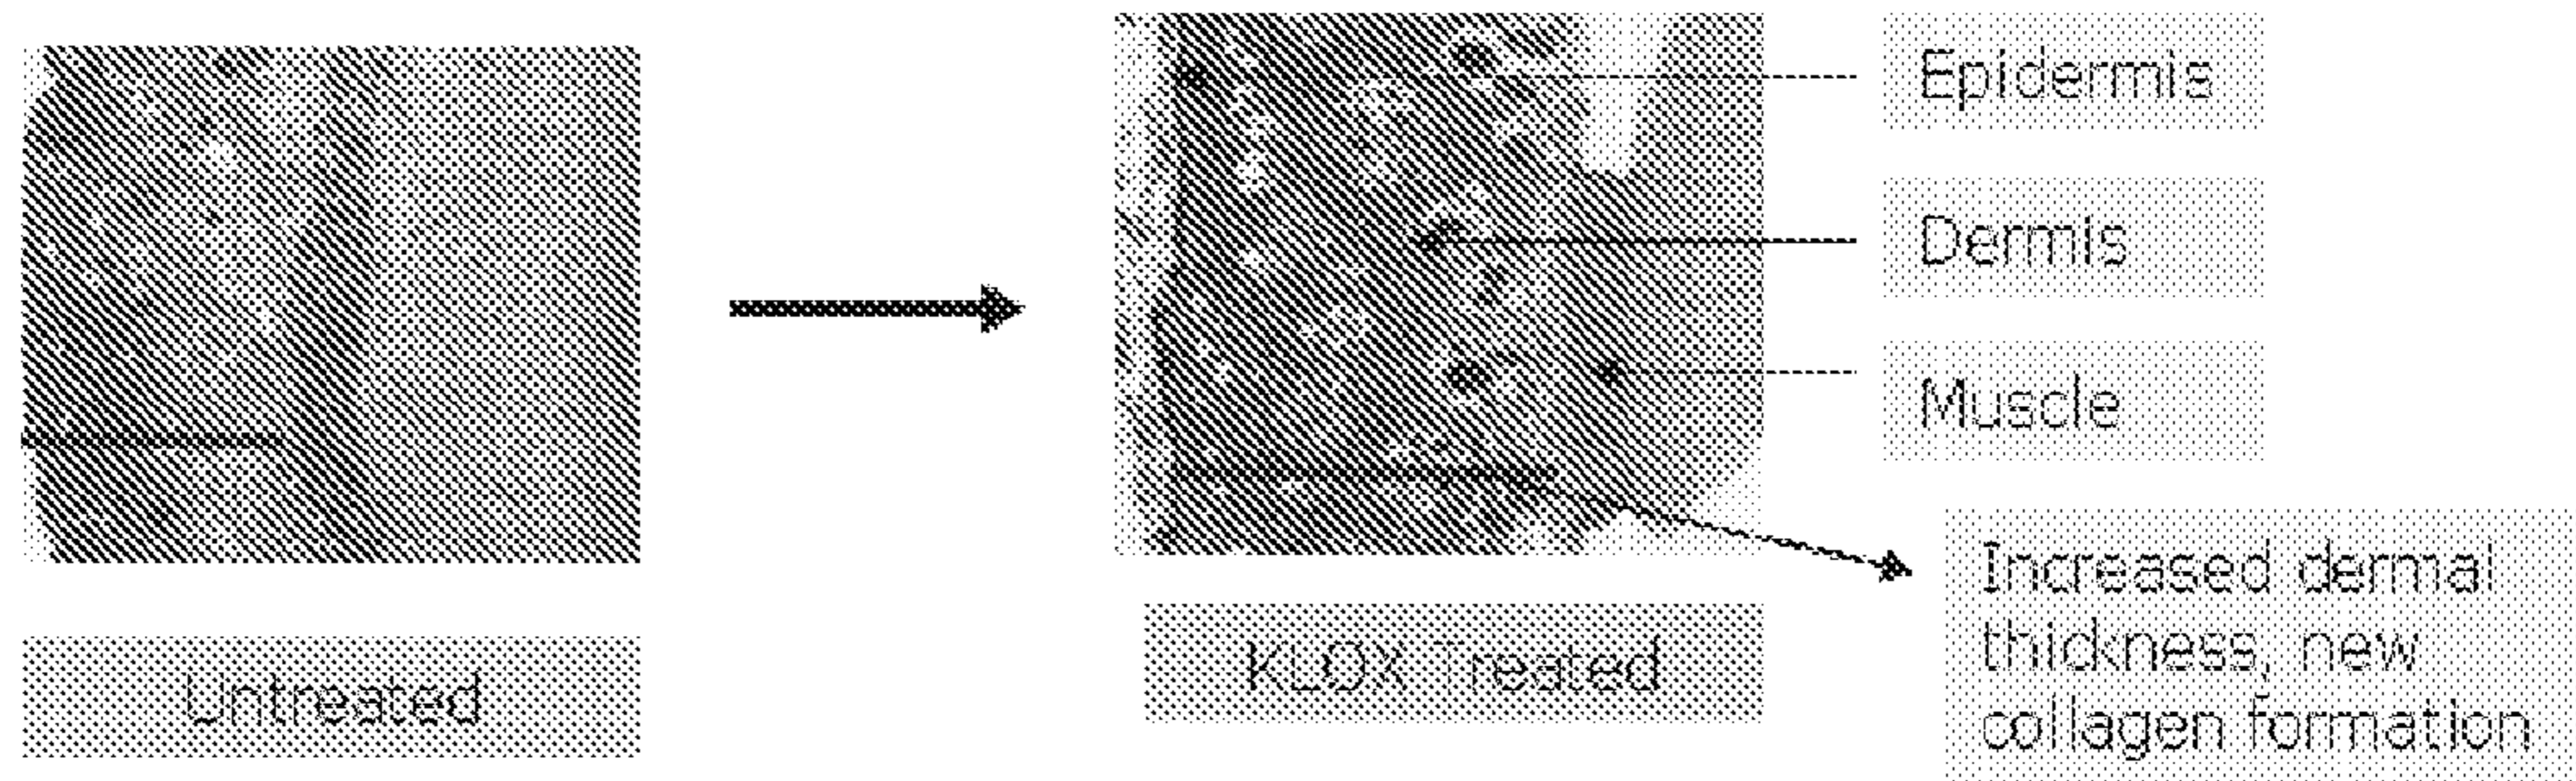 Epidermis
Dermis
Muscle
Increased dermal
thickness, new
collagen formation
Untreated
KLOX Treated